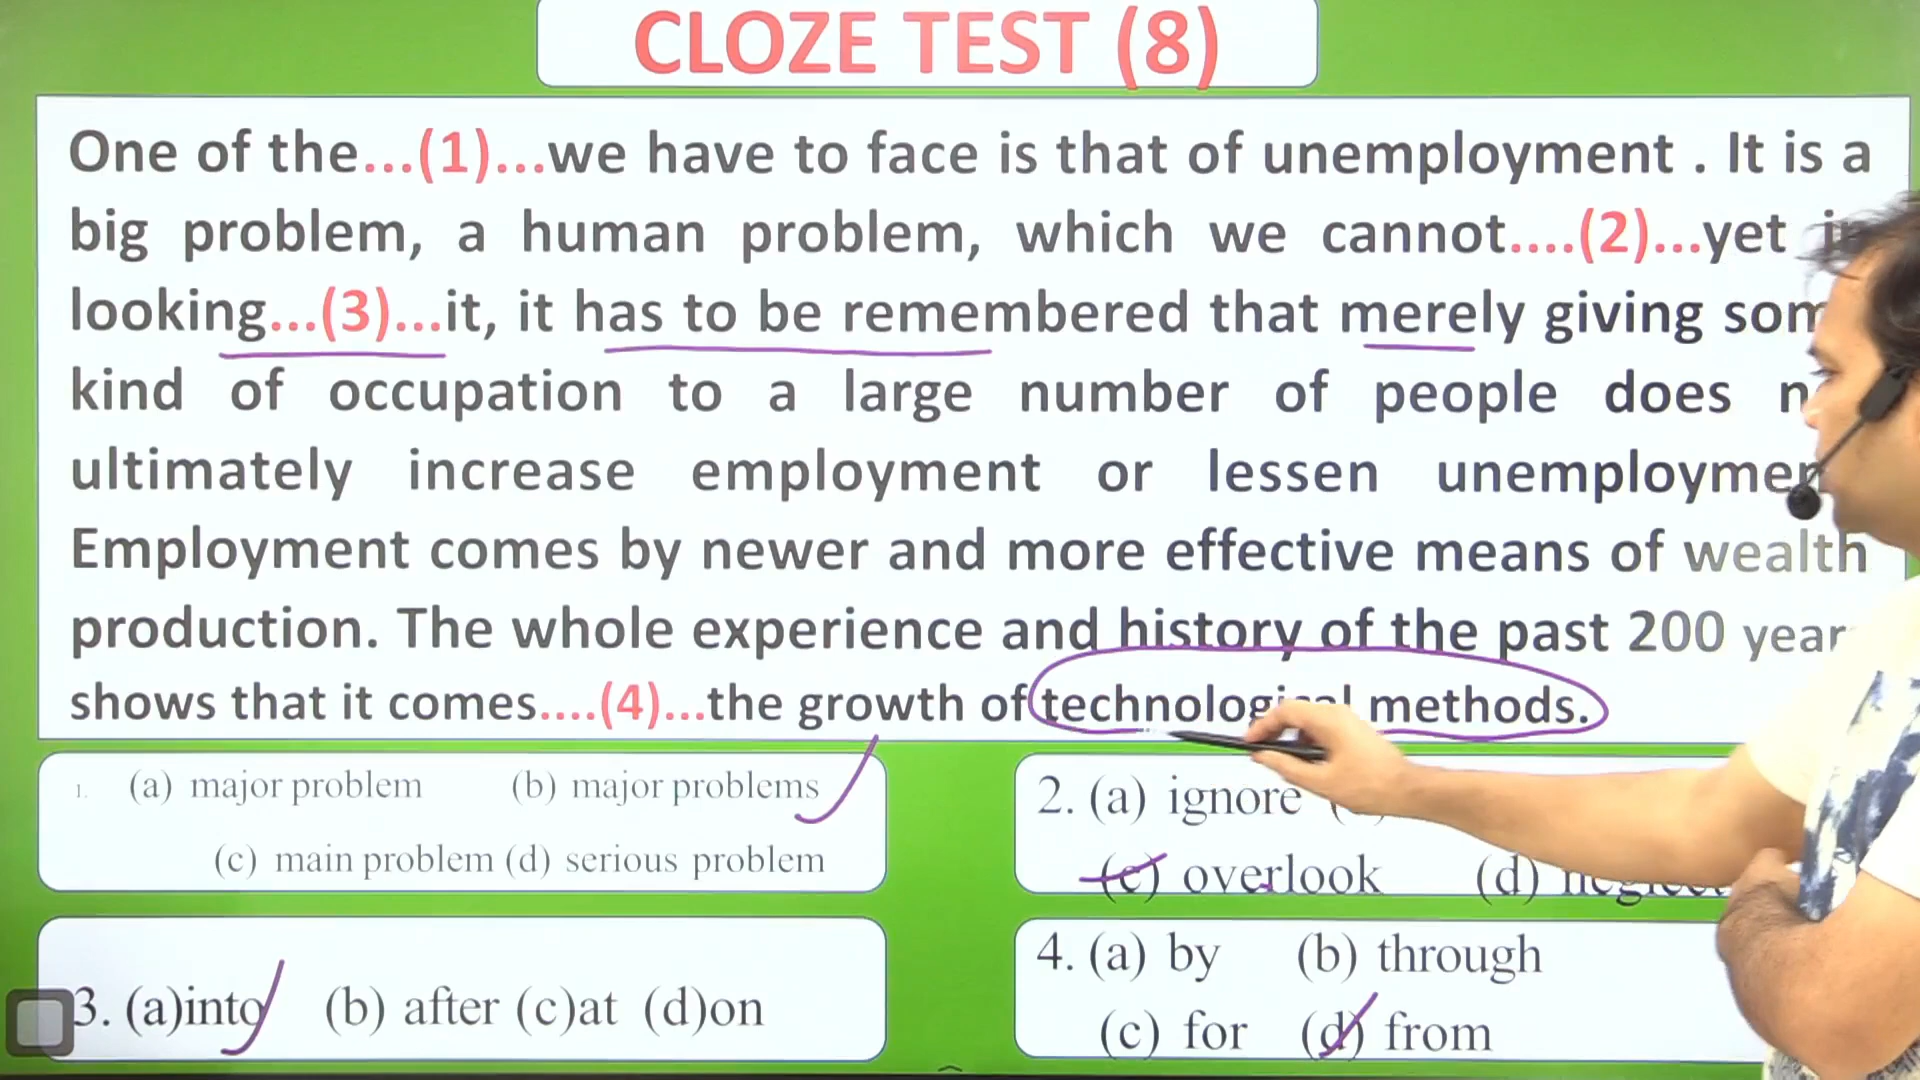 CLOZE TEST (8)
One of the...(1)...we have to face is that of unemployment . It is a
big problem, a human problem, which we cannot....(2)...yet
looking...(3)...it, it has to be remembered that merely giving
kind of occupation to a large number of people does
ultimately increase employment or lessen
Employment comes by newer and more effective means of wealth
production. The whole experience and history of the past 200
shows that it comes....(4)...the growth of technological methods.
1. (a) major problem (b) major problems
(c) main problem (d) serious problem
2. (a) ignore
(c) overlook (d)
3. (a)into (b) after (c)at (d)on
4. (a) by (b) through
(c) for (d) from